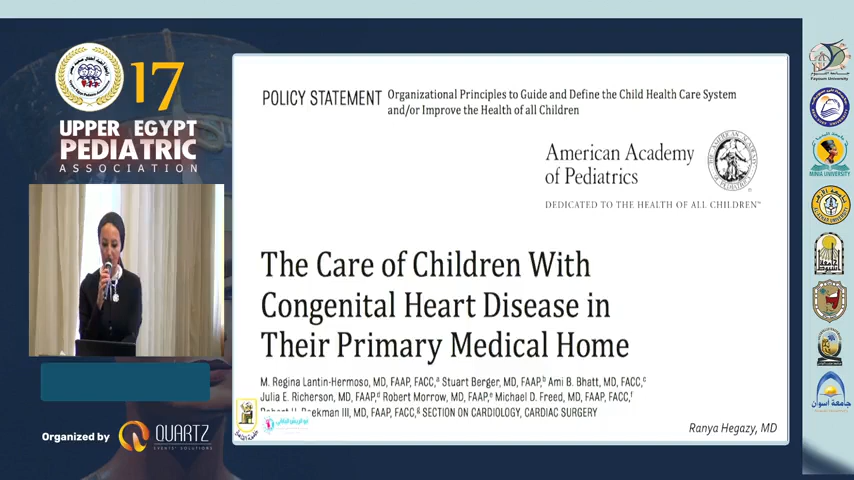 17
UPPER EGYPT
PEDIATRIC
ASSOCIATION
POLICY STATEMENT Organizational Principles to Guide and Define the Child Health Care System
and/or Improve the Health of all Children
American Academy
of Pediatrics
DEDICATED TO THE HEALTH OF ALL CHILDREN™
The Care of Children With
Congenital Heart Disease in
Their Primary Medical Home
M. Regina Lantin-Hermoso, MD, FAAP, FACC,ᵃ Stuart Berger, MD, FAAP,ᵇ Ami B. Bhatt, MD, FACC,ᶜ
Julia E. Richerson, MD, FAAP,ᵈ Robert Morrow, MD, FAAP,ᵉ Michael D. Freed, MD, FAAP, FACC,ᶠ
III, MD, FAAP, FACC,ᵍ SECTION ON CARDIOLOGY, CARDIAC SURGERY
Ranya Hegazy, MD
Organized by
QUARTZ
EVENTS' SOLUTIONS
Fayoum University
MINIA UNIVERSITY
جامعة أسوان